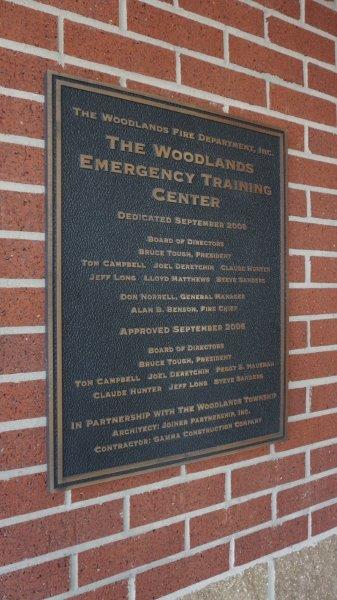 The Woodlands Fire Department, Inc.
The Woodlands
Emergency Training
Center
Dedicated September 2008
Board of Directors
Bruce Tough, President
Tom Campbell Joel Deretchin Claude Hunter
Jeff Long Lloyd Matthews Steve Sanders
Don Norrell, General Manager
Alan B. Benson, Fire Chief
Approved September 2006
Board of Directors
Bruce Tough, President
Tom Campbell Joel Deretchin Peggy S. Hausman
Claude Hunter Jeff Long Steve Sanders
In Partnership with The Woodlands Township
Architect: Joiner Partnership, Inc.
Contractor: Gamma Construction Company